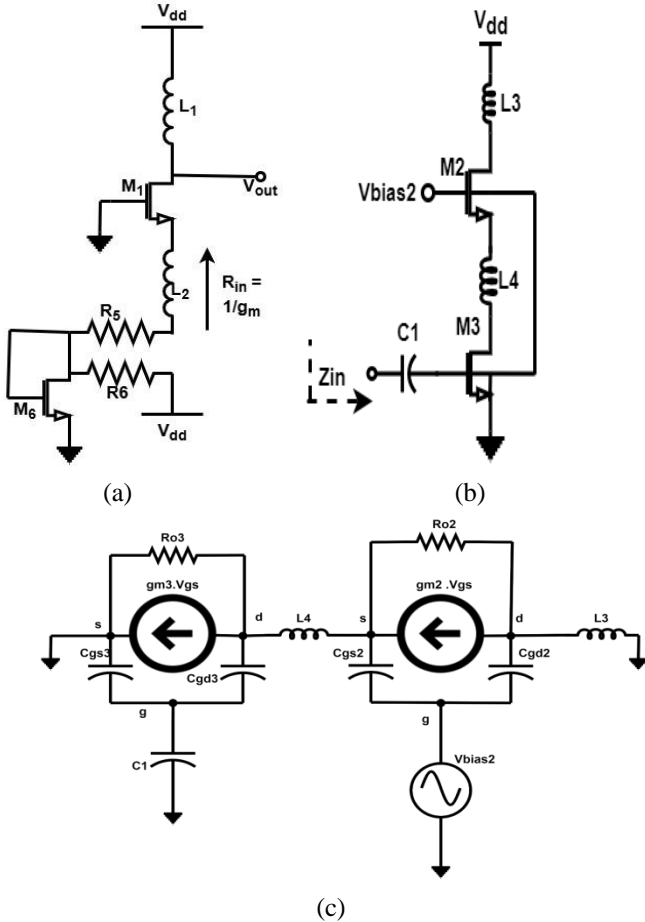 Vdd
L1
M1
Vout
L2
Rin =
1/gm
R5
R6
M6
Vdd
(a)
Vdd
L3
M2
Vbias2
L4
M3
C1
Zin
(b)
Ro3
gm3.Vgs
s
d
Cgs3
Cgd3
g
C1
L4
Ro2
gm2 .Vgs
s
d
L3
Cgs2
Cgd2
g
Vbias2
(c)